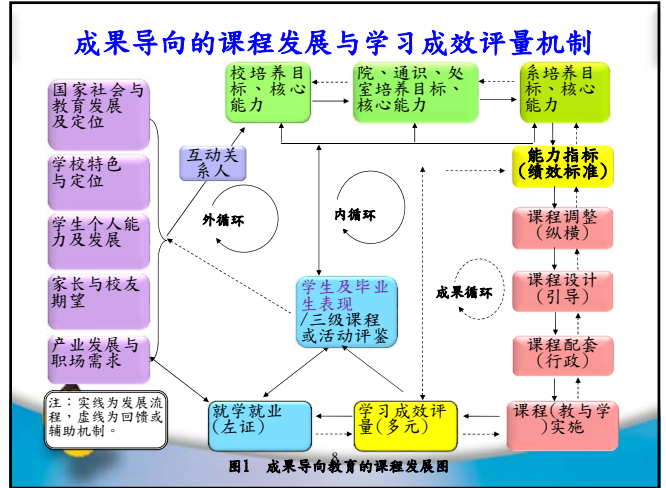 成果导向的课程发展与学习成效评量机制
国家社会与
教育发展
及定位
学校特色
与定位
学生个人能
力及发展
家长与校友
期望
产业发展与
职场需求
注：实线为发展流
程，虚线为回馈或
辅助机制。
校培养目
标、核心
能力
院、通识、处
室培养目标、
核心能力
系培养目
标、核心
能力
互动关
系人
外循环
内循环
成果循环
能力指标
(绩效标准)
课程调整
(纵横)
课程设计
(引导)
课程配套
(行政)
课程(教与学
)实施
学生及毕业
生表现
/三级课程
或活动评鉴
就学就业
(左证)
学习成效评
量(多元)
8
图1 成果导向教育的课程发展图